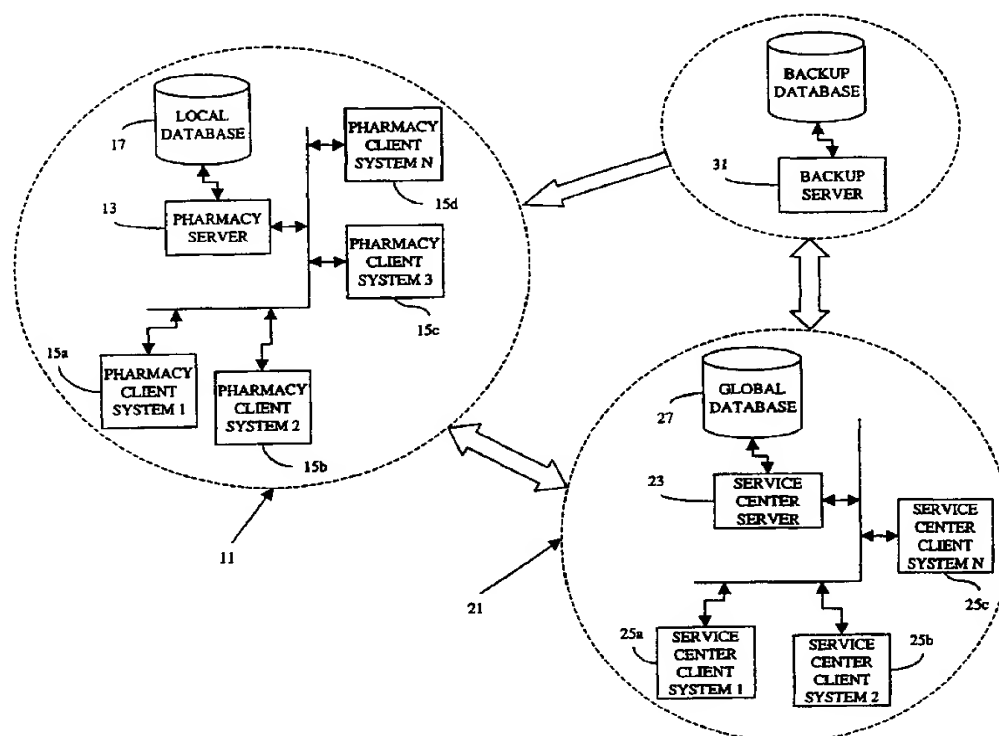 LOCAL
DATABASE
17
13
PHARMACY
SERVER
PHARMACY
CLIENT
SYSTEM N
15d
PHARMACY
CLIENT
SYSTEM 3
15c
15a
PHARMACY
CLIENT
SYSTEM 1
PHARMACY
CLIENT
SYSTEM 2
15b
11
BACKUP
DATABASE
31
BACKUP
SERVER
GLOBAL
DATABASE
27
23
SERVICE
CENTER
SERVER
SERVICE
CENTER
CLIENT
SYSTEM N
25c
21
25a
SERVICE
CENTER
CLIENT
SYSTEM 1
SERVICE
CENTER
CLIENT
SYSTEM 2
25b